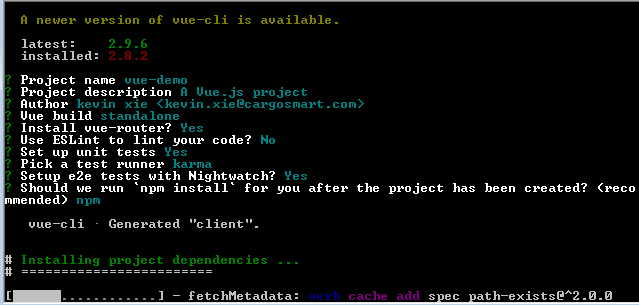 A newer version of vue-cli is available.
latest: 2.9.6
installed: 2.8.2
? Project name vue-demo
? Project description A Vue.js project
? Author kevin xie <kevin.xie@cargosmart.com>
? Vue build standalone
? Install vue-router? Yes
? Use ESLint to lint your code? No
? Set up unit tests Yes
? Pick a test runner karma
? Setup e2e tests with Nightwatch? Yes
? Should we run `npm install` for you after the project has been created? (reco
mmended) npm
vue-cli · Generated "client".
# Installing project dependencies ...
# ========================
[ ............] - fetchMetadata: verb cache add spec path-exists@^2.0.0